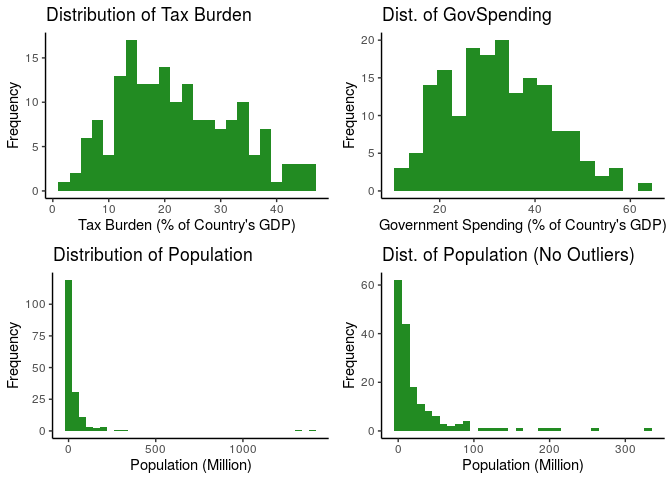 Distribution of Tax Burden
Frequency
15
10
5
0
0 10 20 30 40
Tax Burden (% of Country's GDP)
Dist. of GovSpending
Frequency
20
15
10
5
0
20 40 60
Government Spending (% of Country's GDP)
Distribution of Population
Frequency
100
75
50
25
0
0 500 1000
Population (Million)
Dist. of Population (No Outliers)
Frequency
60
40
20
0
0 100 200 300
Population (Million)